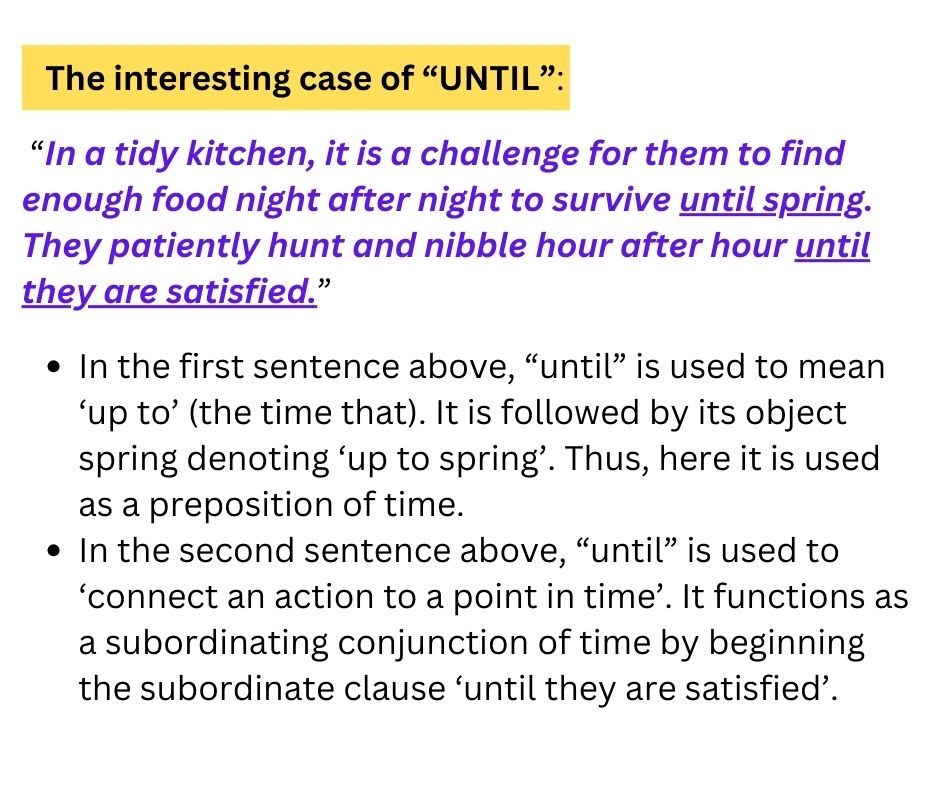 The interesting case of “UNTIL”:
“In a tidy kitchen, it is a challenge for them to find
enough food night after night to survive until spring.
They patiently hunt and nibble hour after hour until
they are satisfied.”
• In the first sentence above, “until” is used to mean
‘up to’ (the time that). It is followed by its object
spring denoting ‘up to spring’. Thus, here it is used
as a preposition of time.
• In the second sentence above, “until” is used to
‘connect an action to a point in time’. It functions as
a subordinating conjunction of time by beginning
the subordinate clause ‘until they are satisfied’.